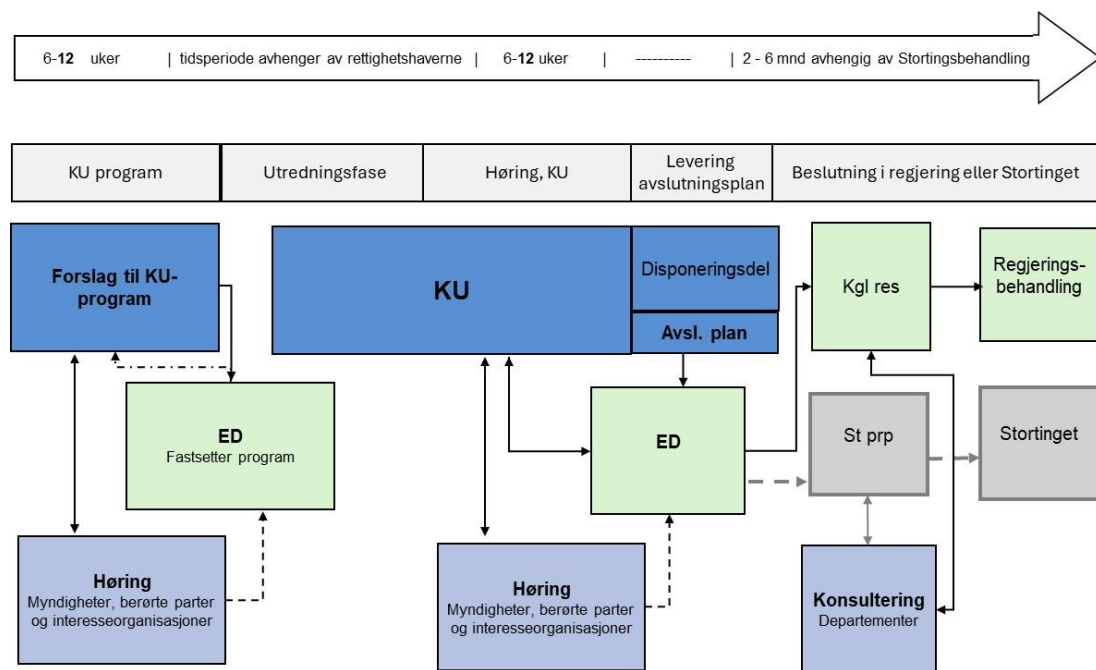 6-12 uker | tidsperiode avhenger av rettighetshaverne | 6-12 uker | ---------- | 2 - 6 mnd avhengig av Stortingsbehandling
KU program
Utredningsfase
Høring, KU
Levering
avslutningsplan
Beslutning i regjering eller Stortinget
Forslag til KU-
program
KU
Disponeringsdel
Avsl. plan
Kgl res
Regjerings-
behandling
ED
Fastsetter program
ED
St prp
Stortinget
Høring
Myndigheter, berørte parter
og interesseorganisasjoner
Høring
Myndigheter, berørte parter
og interesseorganisasjoner
Konsultering
Departementer